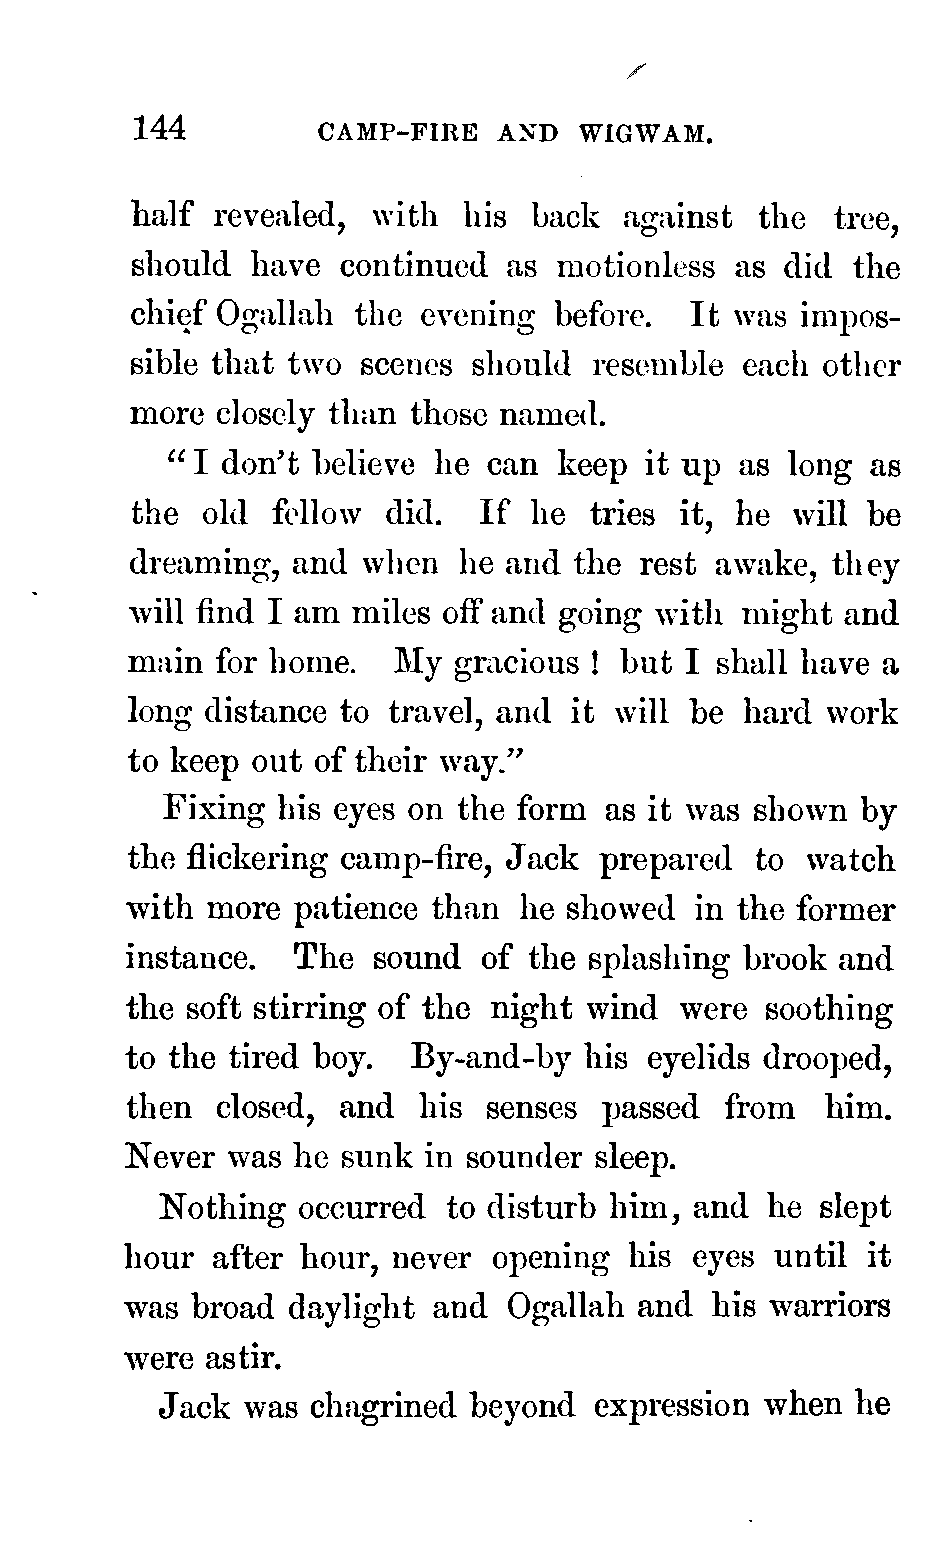 144 CAMP-FIRE AND WIGWAM.
half revealed, with his back against the tree,
should have continued as motionless as did the
chief Ogallah the evening before. It was impos-
sible that two scenes should resemble each other
more closely than those named.
“I don't believe he can keep it up as long as
the old fellow did. If he tries it, he will be
dreaming, and when he and the rest awake, they
will find I am miles off and going with might and
main for home. My gracious ! but I shall have a
long distance to travel, and it will be hard work
to keep out of their way.”
Fixing his eyes on the form as it was shown by
the flickering camp-fire, Jack prepared to watch
with more patience than he showed in the former
instance. The sound of the splashing brook and
the soft stirring of the night wind were soothing
to the tired boy. By-and-by his eyelids drooped,
then closed, and his senses passed from him.
Never was he sunk in sounder sleep.
Nothing occurred to disturb him, and he slept
hour after hour, never opening his eyes until it
was broad daylight and Ogallah and his warriors
were astir.
Jack was chagrined beyond expression when he